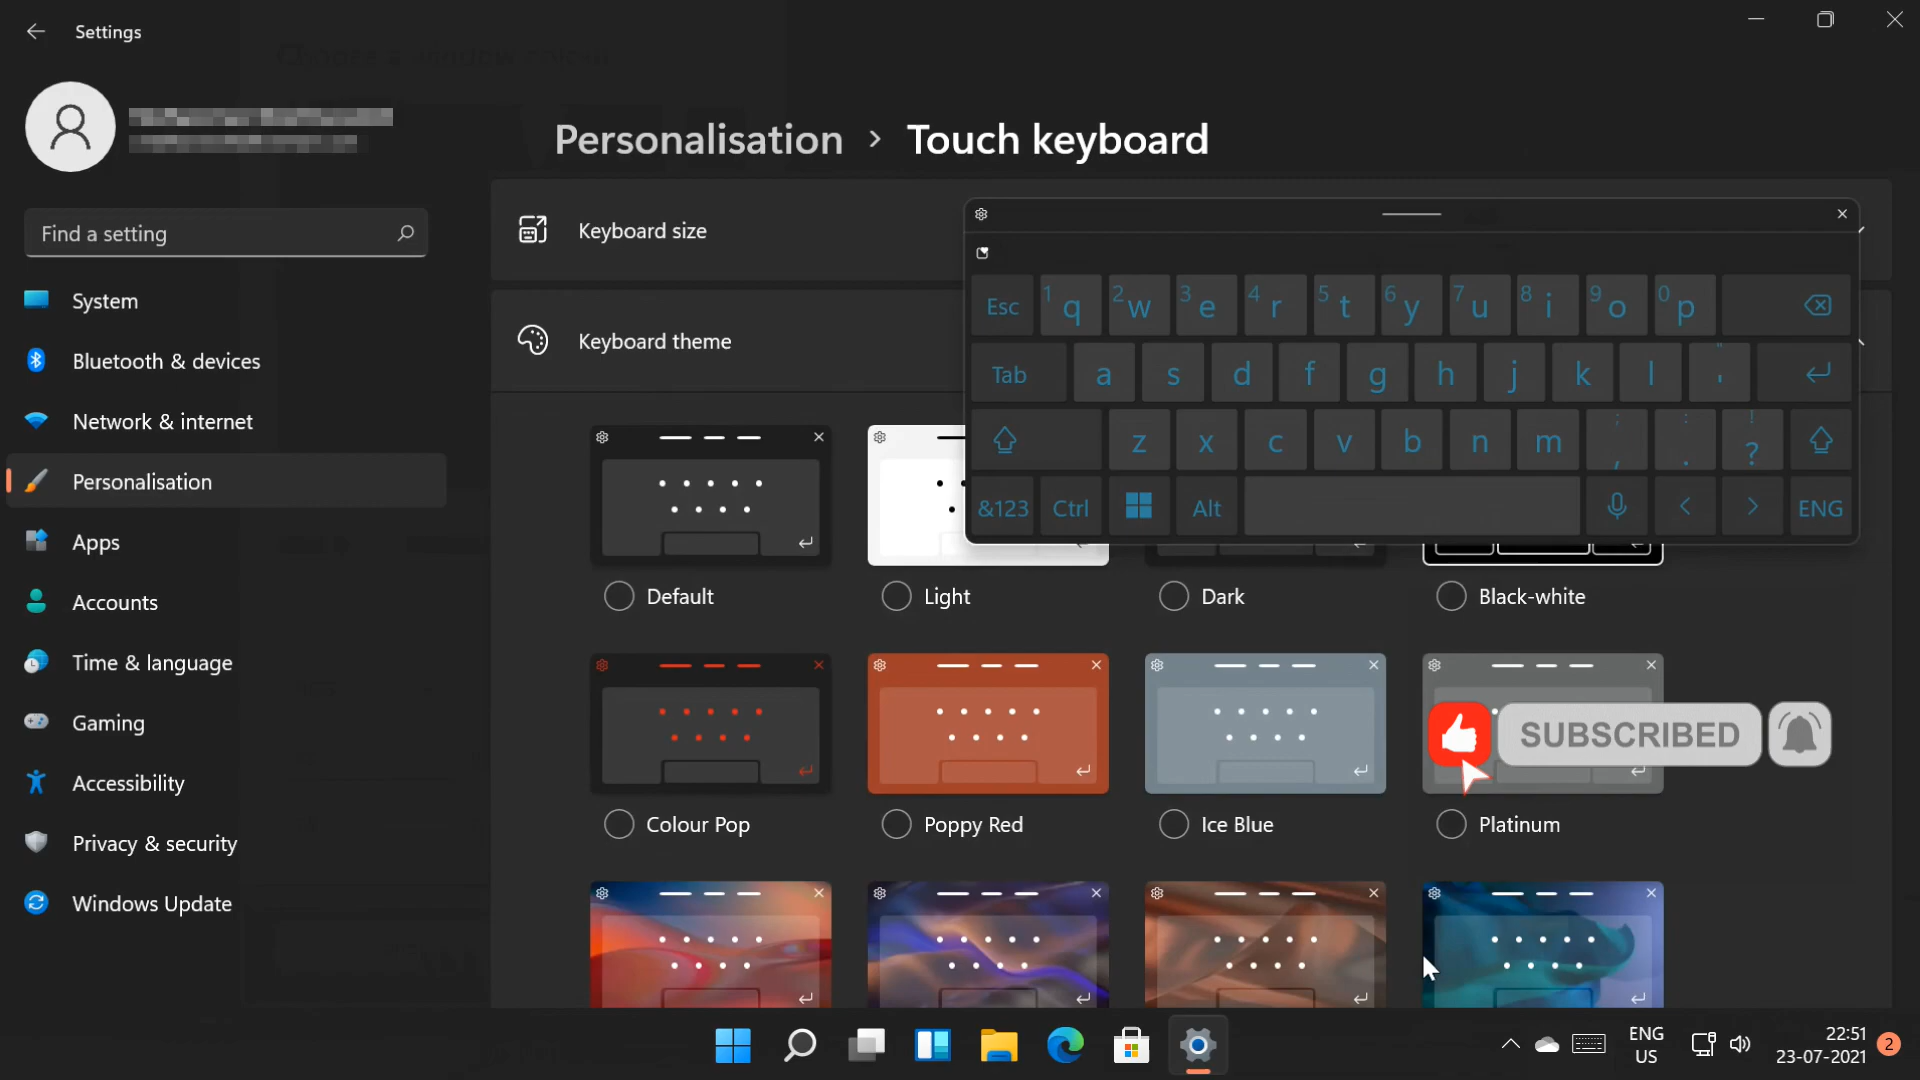 Settings
Personalisation > Touch keyboard
Find a setting
System
Bluetooth & devices
Network & internet
Personalisation
Apps
Accounts
Time & language
Gaming
Accessibility
Privacy & security
Windows Update
Keyboard size
Keyboard theme
Esc 1 q 2 w 3 e 4 r 5 t 6 y 7 u 8 i 9 o 0 p
Tab a s d f g h j k l " '
z x c v b n m ; , : . ! ?
&123 Ctrl Alt < > ENG
Default Light Dark Black-white
Colour Pop Poppy Red Ice Blue Platinum
SUBSCRIBED
ENG
US
22:51
23-07-2021
2